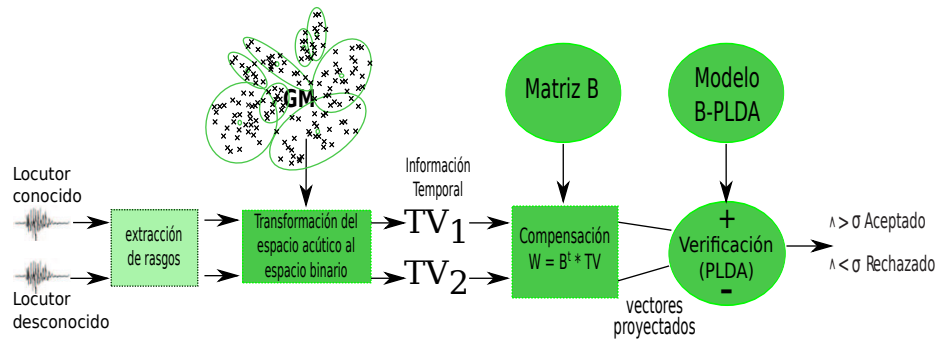 GM
Matriz B
Modelo
B-PLDA
Locutor
conocido
Locutor
desconocido
extracción
de rasgos
Transformación del
espacio acútico al
espacio binario
Información
Temporal
TV1
TV2
Compensación
W = B^t * TV
vectores
proyectados
+
Verificación
(PLDA)
-
∧ > σ Aceptado
∧ < σ Rechazado